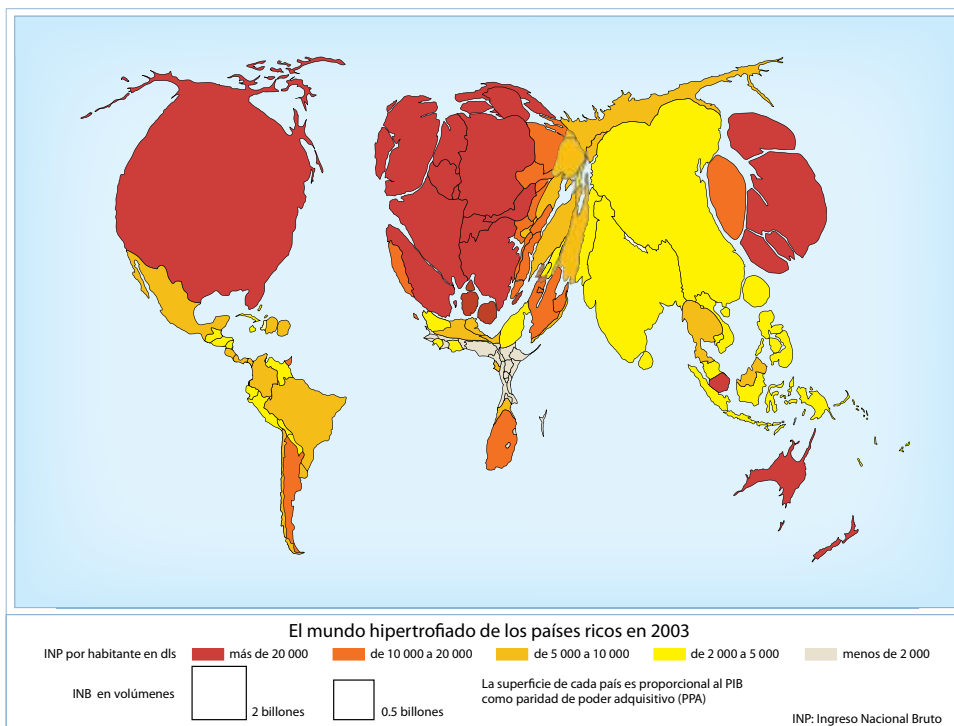 El mundo hipertrofiado de los países ricos en 2003
INP por habitante en dls más de 20 000 de 10 000 a 20 000 de 5 000 a 10 000 de 2 000 a 5 000 menos de 2 000
INB en volúmenes 2 billones 0.5 billones
La superficie de cada país es proporcional al PIB
como paridad de poder adquisitivo (PPA)
INP: Ingreso Nacional Bruto